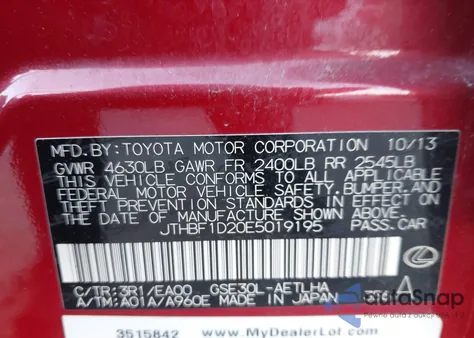 MFD.BY:TOYOTA MOTOR CORPORATION 10/13
GVWR 4630LB GAWR FR 2400LB RR 2545LB
THIS VEHICLE CONFORMS TO ALL APPLICABLE
FEDERAL MOTOR VEHICLE SAFETY, BUMPER, AND
THEFT PREVENTION STANDARDS IN EFFECT ON
THE DATE OF MANUFACTURE SHOWN ABOVE.
JTHBF1D20E5019195 PASS.CAR
C/TR:3R1/EA00 GSE30L-AETLHA
A/TM:A01A/A960E MADE IN JAPAN A
autoSnap
Pewne auta z USA
3515842 www.MyDealerLot.com